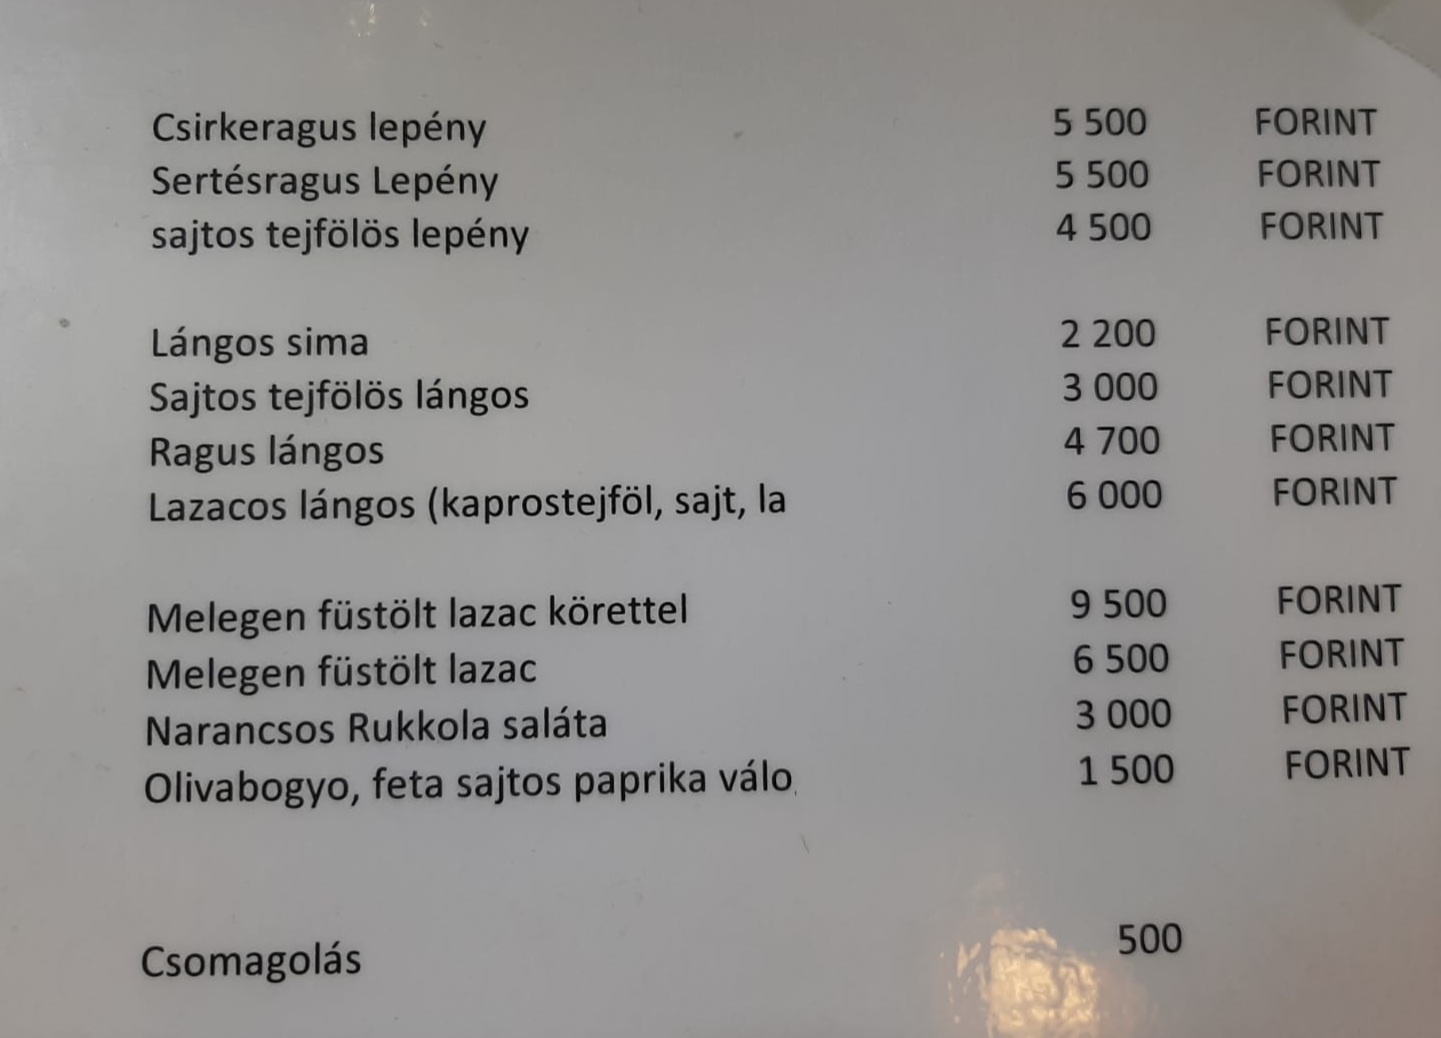 Csirkeragus lepény 5 500 FORINT
Sertésragus Lepény 5 500 FORINT
sajtos tejfölös lepény 4 500 FORINT
Lángos sima 2 200 FORINT
Sajtos tejfölös lángos 3 000 FORINT
Ragus lángos 4 700 FORINT
Lazacos lángos (kaprostejföl, sajt, la 6 000 FORINT
Melegen füstölt lazac körettel 9 500 FORINT
Melegen füstölt lazac 6 500 FORINT
Narancsos Rukkola saláta 3 000 FORINT
Olivabogyo, feta sajtos paprika válo 1 500 FORINT
Csomagolás 500